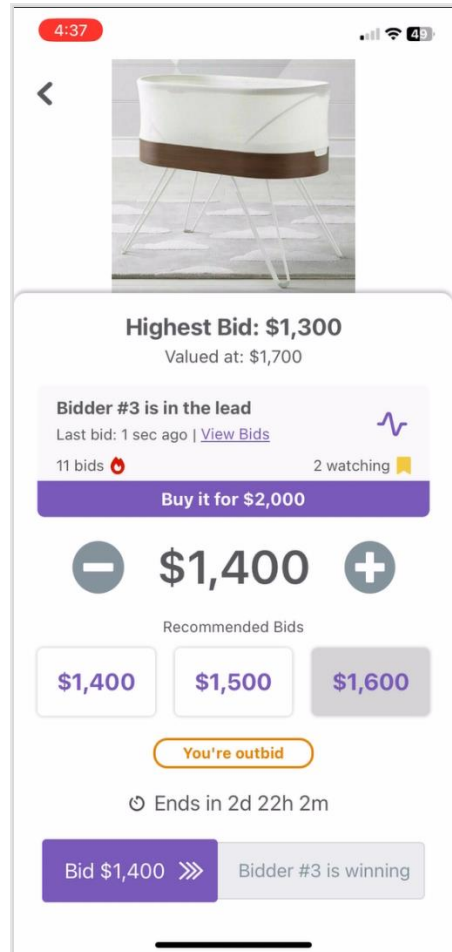 4:37
49
Highest Bid: $1,300
Valued at: $1,700
Bidder #3 is in the lead
Last bid: 1 sec ago | View Bids
11 bids
2 watching
Buy it for $2,000
$1,400
Recommended Bids
$1,400
$1,500
$1,600
You're outbid
Ends in 2d 22h 2m
Bid $1,400
Bidder #3 is winning